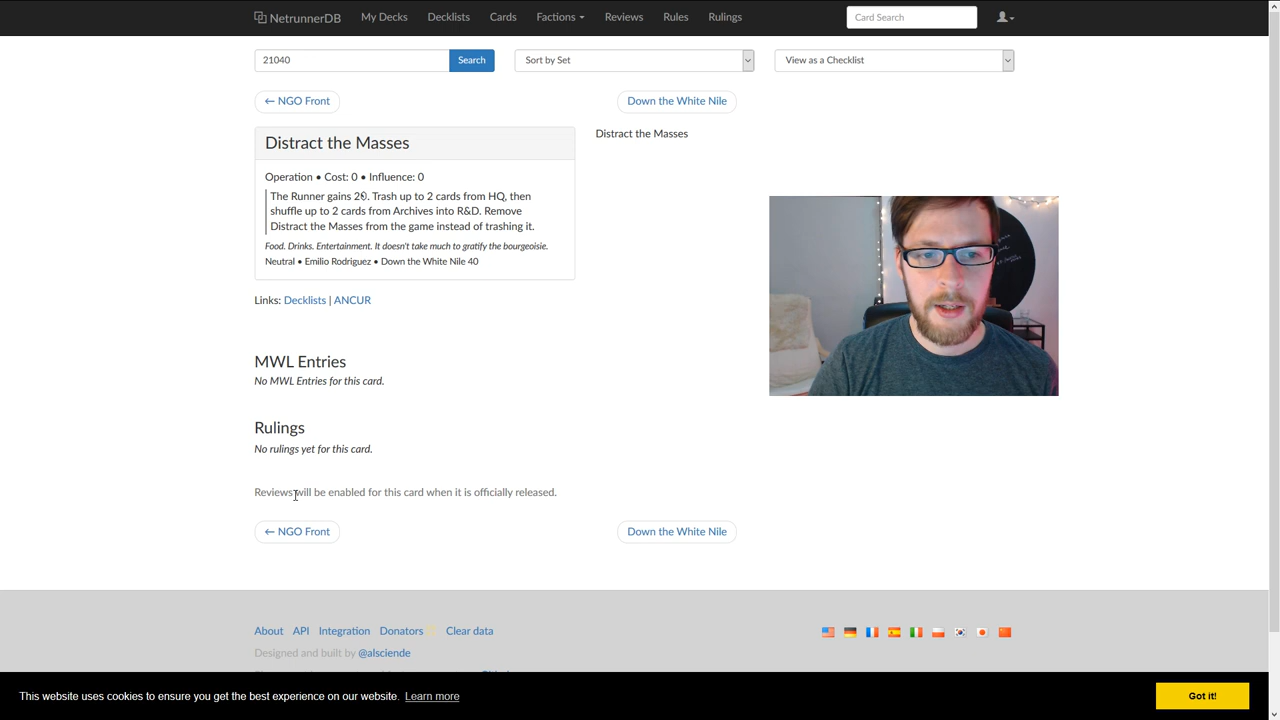 NetrunnerDB My Decks Decklists Cards Factions Reviews Rules Rulings Card Search
21040 Search Sort by Set View as a Checklist
← NGO Front Down the White Nile
Distract the Masses
Distract the Masses
Operation • Cost: 0 • Influence: 0
The Runner gains 2. Trash up to 2 cards from HQ, then
shuffle up to 2 cards from Archives into R&D. Remove
Distract the Masses from the game instead of trashing it.
Food. Drinks. Entertainment. It doesn't take much to gratify the bourgeoisie.
Neutral • Emilio Rodriguez • Down the White Nile 40
Links: Decklists | ANCUR
MWL Entries
No MWL Entries for this card.
Rulings
No rulings yet for this card.
Reviews will be enabled for this card when it is officially released.
← NGO Front Down the White Nile
About API Integration Donators Clear data
Designed and built by @alsciende
This website uses cookies to ensure you get the best experience on our website. Learn more Got it!